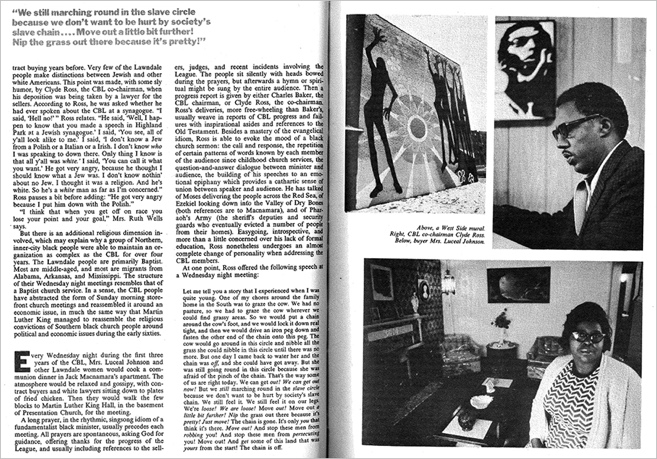 “We still marching round in the slave circle
because we don’t want to be hurt by society’s
slave chain.... Move out a little bit further!
Nip the grass out there because it’s pretty!”
tract buying years before. Very few of the Lawndale
people make distinctions between Jewish and other
white Americans. This point was made, with some sly
humor, by Clyde Ross, the CBL co-chairman, when
his deposition was being taken by a lawyer for the
sellers. According to Ross, he was asked whether he
had ever spoken about the CBL at a synagogue. “I
said, ‘Hell no!’ ” Ross relates. “He said, ‘Well, I hap-
pen to know that you made a speech in Highland
Park at a Jewish synagogue.’ I said, ‘You see, all of
y’all look alike to me.’ I said, ‘I don’t know a Jew
from a Polish or a Italian or a Irish. I don’t know who
I was speaking to down there. Only thing I know is
that all y’all was white.’ I said, ‘You can call it what
you want.’ He got very angry, because he thought I
should know what a Jew was. I don’t know nothin’
about no Jew. I thought it was a religion. And he’s
white. So he’s a white man as far as I’m concerned.”
Ross pauses a bit before adding: “He got very angry
because I put him down with the Polish.”
“I think that when you get off on race you
lose your point and your goal,” Mrs. Ruth Wells
says.
But there is an additional religious dimension in-
volved, which may explain why a group of Northern,
inner-city black people were able to maintain an or-
ganization as complex as the CBL for over four
years. The Lawndale people are primarily Baptist.
Most are middle-aged, and most are migrants from
Alabama, Arkansas, and Mississippi. The structure
of their Wednesday night meetings resembles that of
a Baptist church service. In a sense, the CBL people
have abstracted the form of Sunday morning store-
front church meetings and reassembled it around an
economic issue, in much the same way that Martin
Luther King managed to reassemble the religious
convictions of Southern black church people around
political and economic issues during the early sixties.
Every Wednesday night during the first three
years of the CBL, Mrs. Luceal Johnson and
other Lawndale women would cook a com-
munion dinner in Jack Macnamara’s apartment. The
atmosphere would be relaxed and gossipy, with con-
tract buyers and white lawyers sitting down to plates
of fried chicken. Then they would walk the few
blocks to Martin Luther King Hall, in the basement
of Presentation Church, for the meeting.
A long prayer, in the rhythmic, singsong idiom of a
fundamentalist black minister, usually precedes each
meeting. All prayers are spontaneous, asking God for
guidance, offering thanks for the progress of the
League, and usually including references to the sell-
ers, judges, and recent incidents involving the
League. The people sit silently with heads bowed
during the prayers, but afterwards a hymn or spiri-
tual might be sung by the entire audience. Then a
progress report is given by either Charles Baker, the
CBL chairman, or Clyde Ross, the co-chairman.
Ross’s deliveries, more free-wheeling than Baker’s,
usually weave in reports of CBL progress and fail-
ures with inspirational asides and references to the
Old Testament. Besides a mastery of the evangelical
idiom, Ross is able to evoke the mood of a black
church sermon: the call and response, the repetition
of certain patterns of words known by each member
of the audience since childhood church services, the
question-and-answer dialogue between minister and
audience, the building of his speeches to an emo-
tional epiphany which provides a cathartic sense of
union between speaker and audience. He has talked
of Moses delivering the people across the Red Sea, of
Ezekiel looking down into the Valley of Dry Bones
(both references are to Macnamara), and of Phar-
aoh’s Army (the sheriff’s deputies and security
guards who eventually evicted a number of people
from their homes). Easygoing, introspective, and
more than a little concerned over his lack of formal
education, Ross nonetheless undergoes an almost
complete change of personality when addressing the
CBL members.
At one point, Ross offered the following speech at
a Wednesday night meeting:
Let me tell you a story that I experienced when I was
quite young. One of my chores around the family
home in the South was to graze the cow. We had no
pasture, so we had to graze the cow wherever we
could find grassy areas. So we would put a chain
around the cow’s foot, and we would lock it down real
tight, and then we would drive an iron peg down and
fasten the other end of the chain onto this peg. The
cow would go around in this circle and nibble all the
grass she could nibble in this circle until there was no
more. But one day I came back to water her and the
chain was off, and she could have got away. But she
was still going round in this circle because she was
afraid of the pinch of the chain. That’s the way some
of us are right today. We can get out! We can get out
now! But we still marching round in the slave circle
because we don’t want to be hurt by society’s slave
chain. We still feel it. We still feel it on our legs.
We’re loose! We are loose! Move out! Move out a
little bit further! Nip the grass out there because it’s
pretty! Just move! The chain is gone. It’s only you that
think it’s there. Move out! And stop these men from
robbing you! And stop these men from persecuting
you! Move out! And get some of this land that was
yours from the start! The chain is off.
Above, a West Side mural.
Right, CBL co-chairman Clyde Ross.
Below, buyer Mrs. Luceal Johnson.